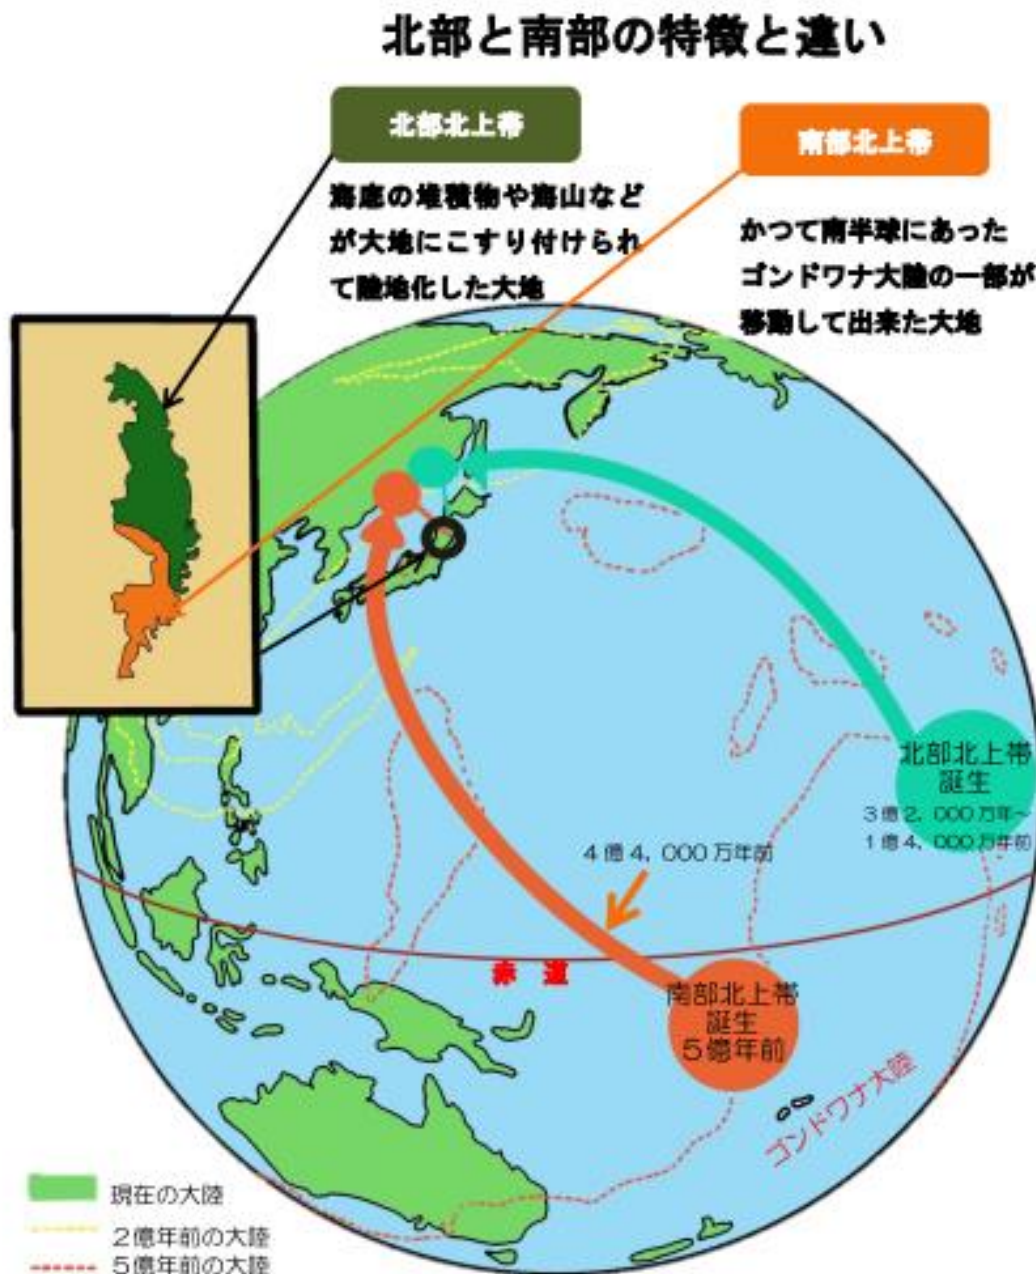 北部と南部の特徴と違い
北部北上帯
海底の堆積物や海山など
が大地にこすり付けられ
て陸地化した大地
南部北上帯
かつて南半球にあった
ゴンドワナ大陸の一部が
移動して出来た大地
北部北上帯
誕生
3億2,000万年~
1億4,000万年前
4億4,000万年前
赤道
南部北上帯
誕生
5億年前
ゴンドワナ大陸
現在の大陸
2億年前の大陸
5億年前の大陸